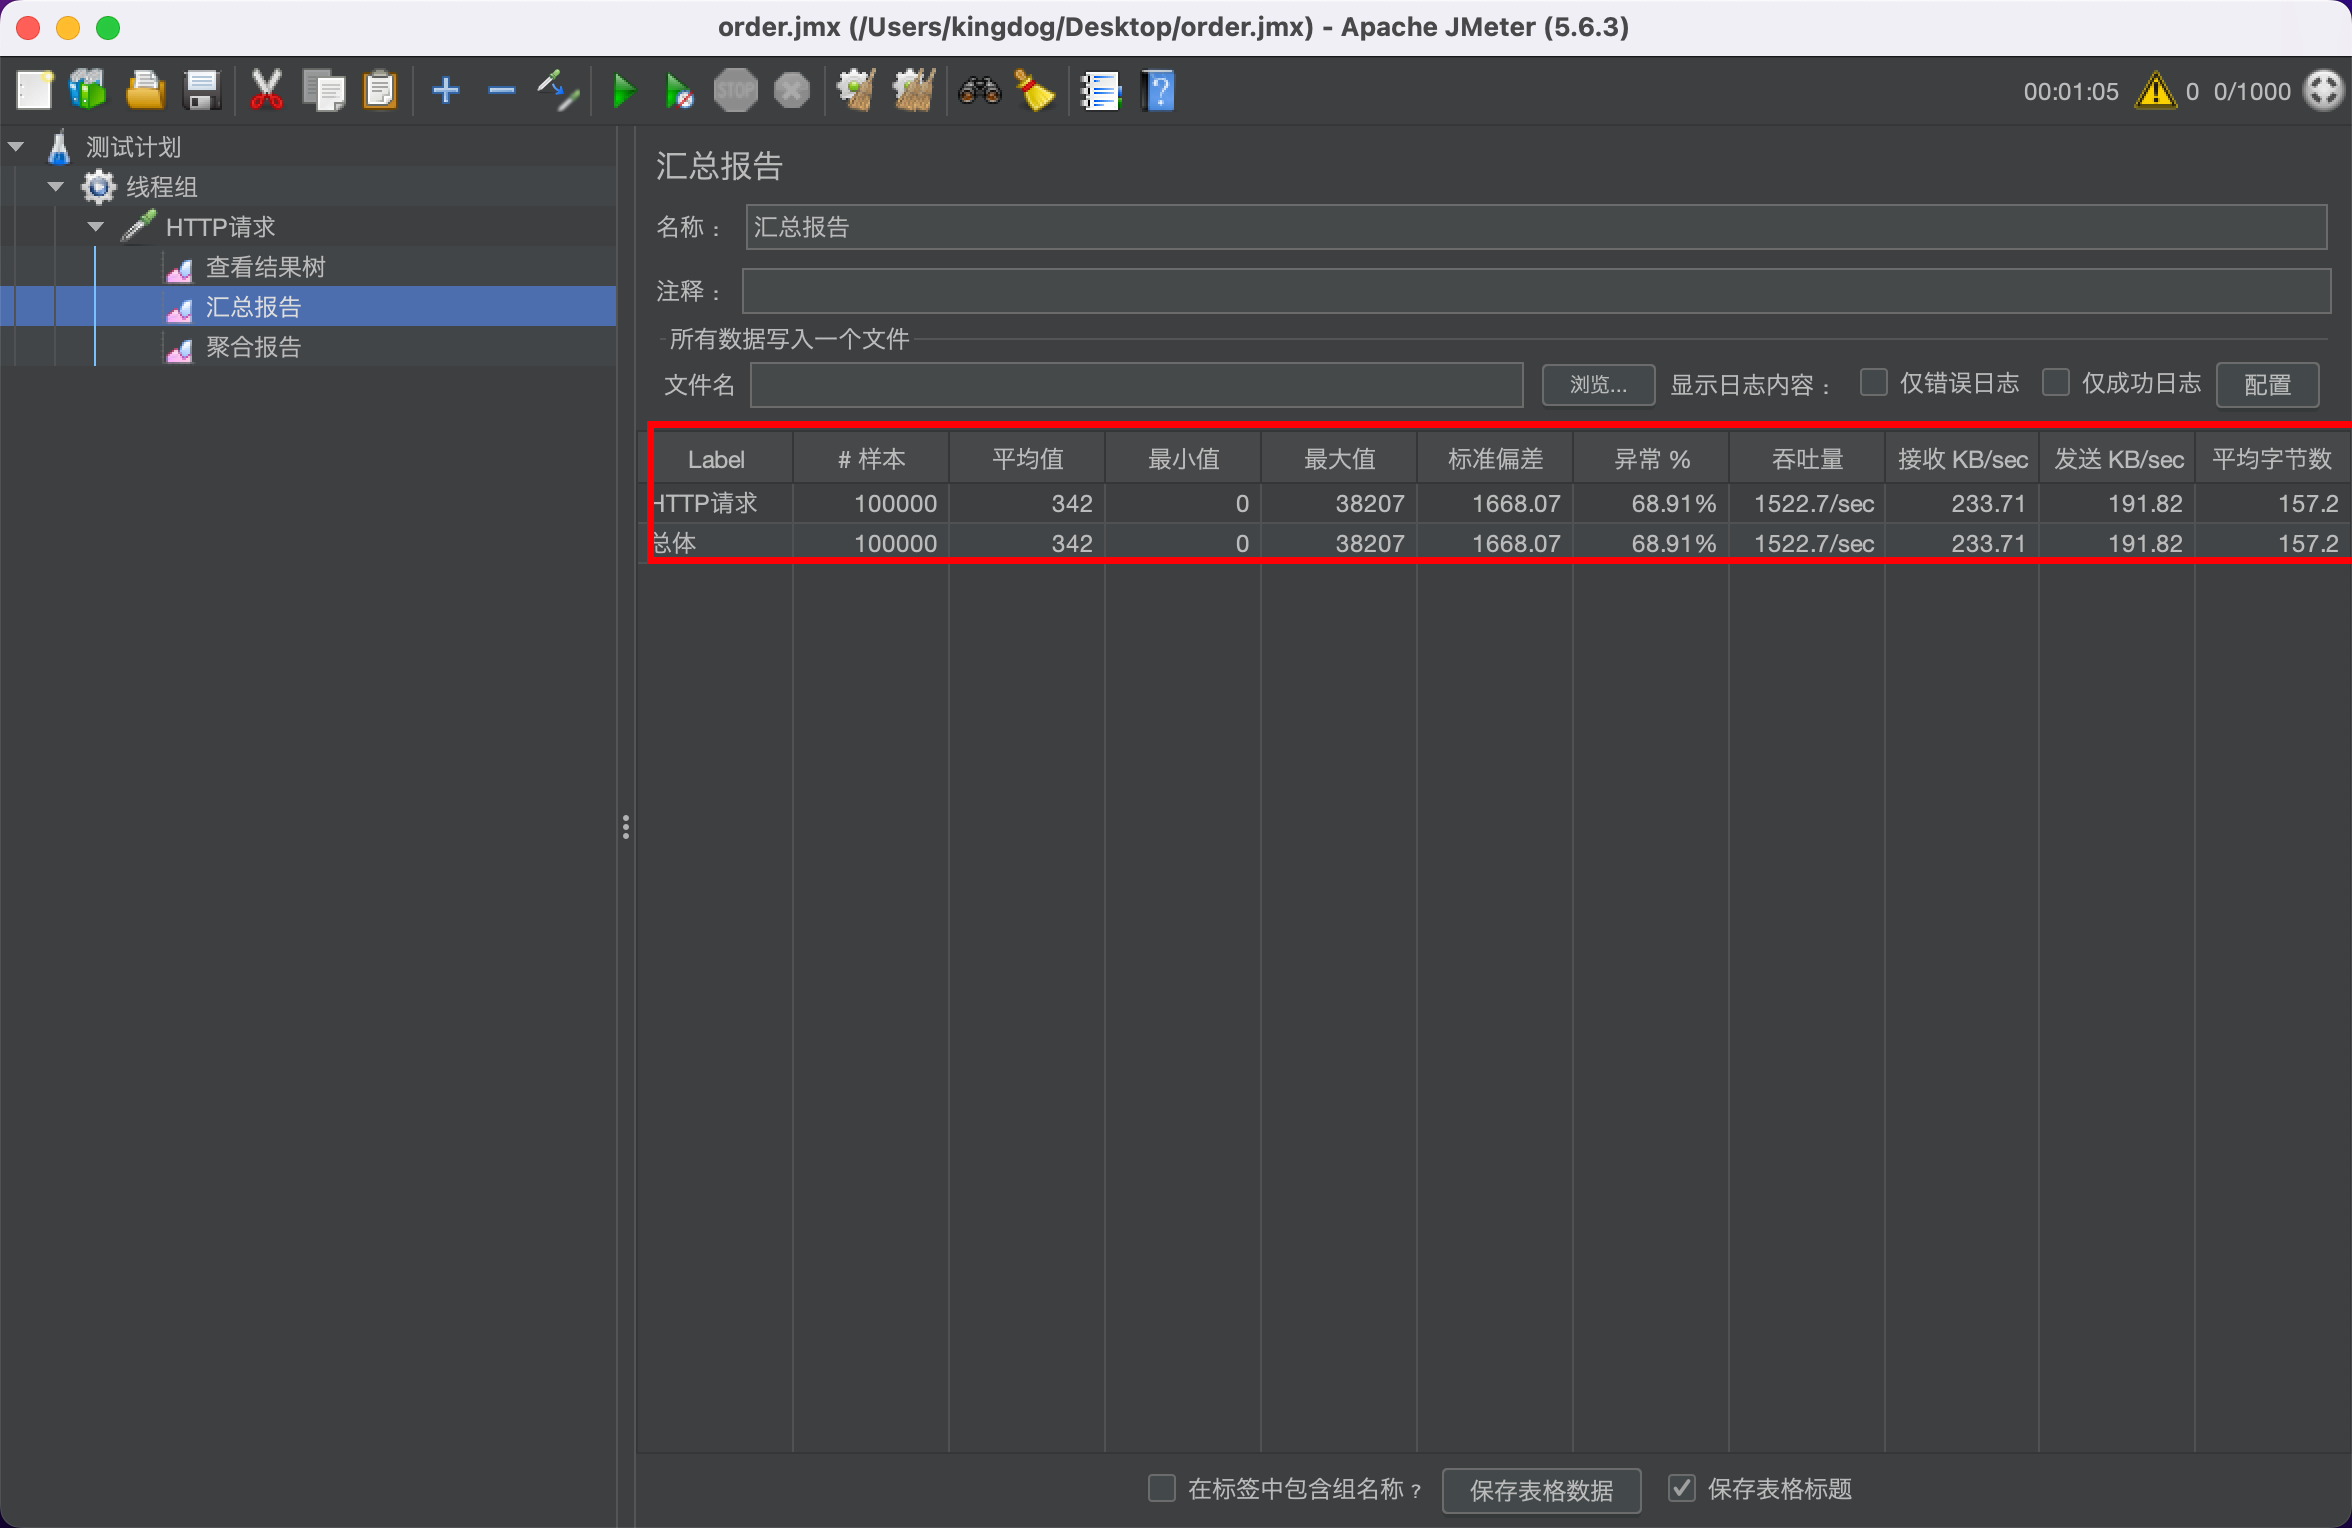 order.jmx (/Users/kingdog/Desktop/order.jmx) - Apache JMeter (5.6.3)
STOP ? 00:01:05 0 0/1000
测试计划
线程组
HTTP请求
查看结果树
汇总报告
聚合报告
汇总报告
名称： 汇总报告
注释：
所有数据写入一个文件
文件名 浏览... 显示日志内容： 仅错误日志 仅成功日志 配置
Label # 样本 平均值 最小值 最大值 标准偏差 异常 % 吞吐量 接收 KB/sec 发送 KB/sec 平均字节数
HTTP请求 100000 342 0 38207 1668.07 68.91% 1522.7/sec 233.71 191.82 157.2
总体 100000 342 0 38207 1668.07 68.91% 1522.7/sec 233.71 191.82 157.2
在标签中包含组名称？ 保存表格数据 保存表格标题